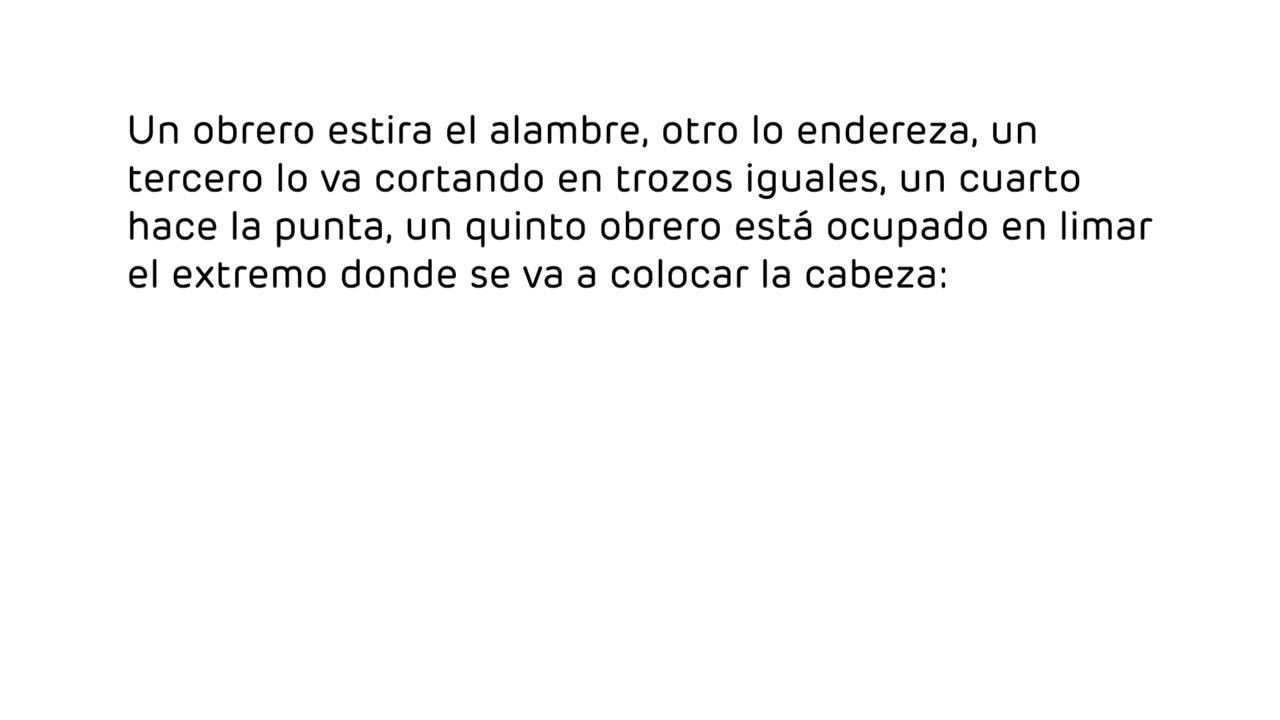 Un obrero estira el alambre, otro lo endereza, un
tercero lo va cortando en trozos iguales, un cuarto
hace la punta, un quinto obrero está ocupado en limar
el extremo donde se va a colocar la cabeza: